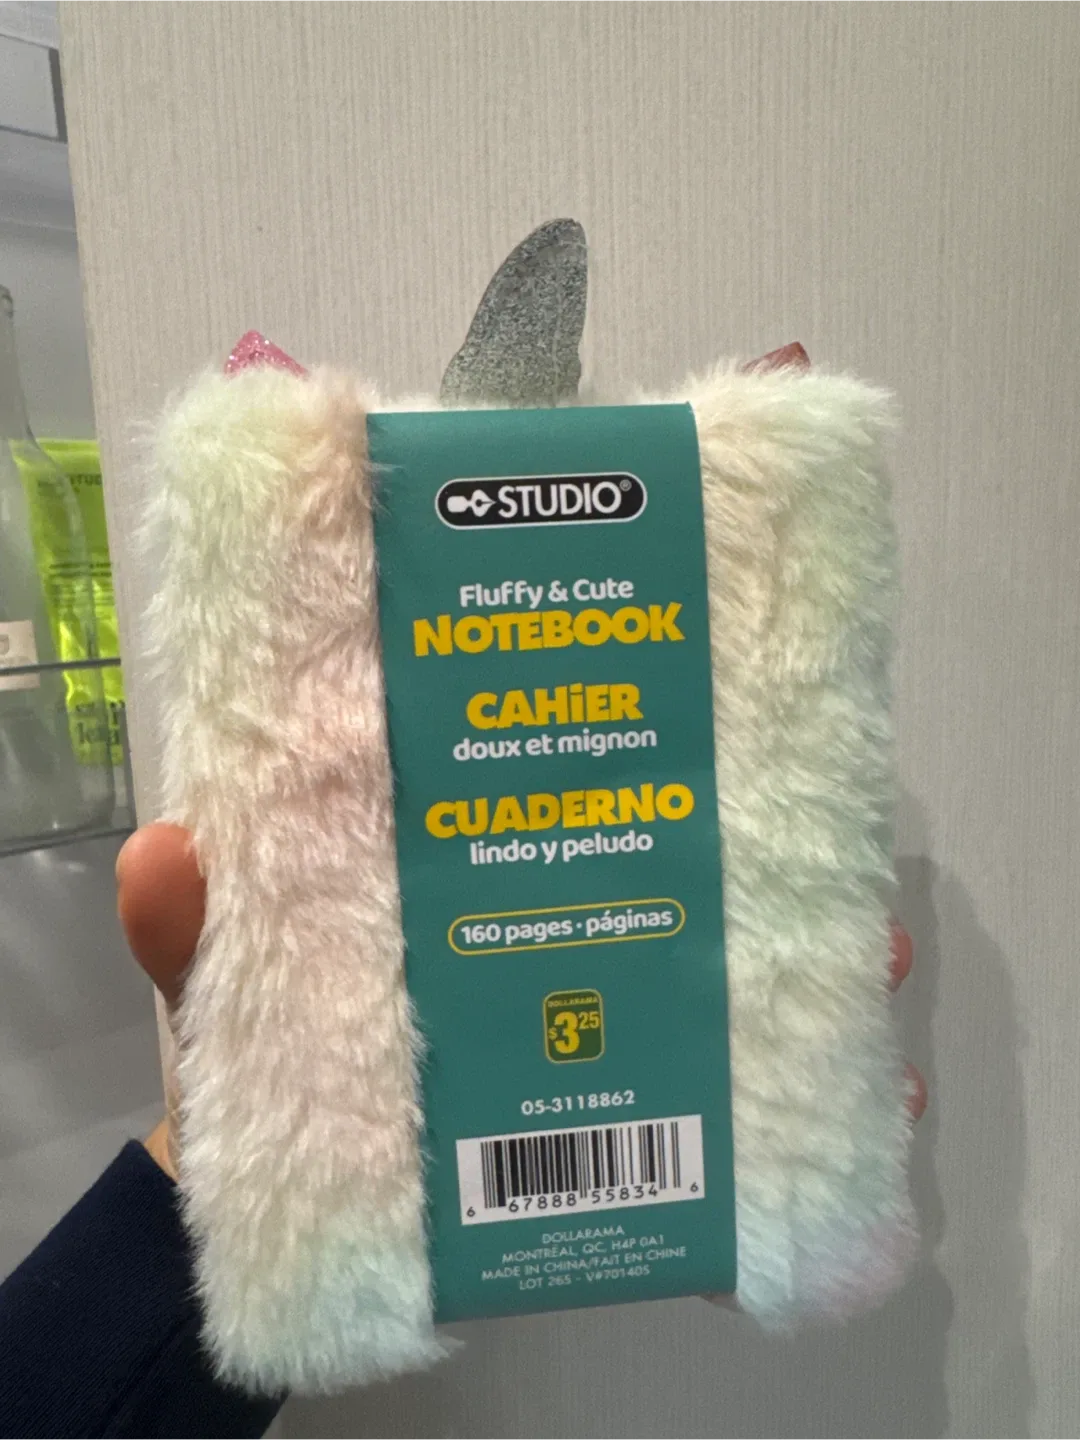 STUDIO®
Fluffy & Cute
NOTEBOOK
CAHiER
doux et mignon
CUADERNO
lindo y peludo
160 pages · páginas
DOLLARAMA
$3.25
05-3118862
6 67888 55834 6
DOLLARAMA
MONTRÉAL, QC, H4P 0A1
MADE IN CHINA/FAIT EN CHINE
LOT 265 - V#701405